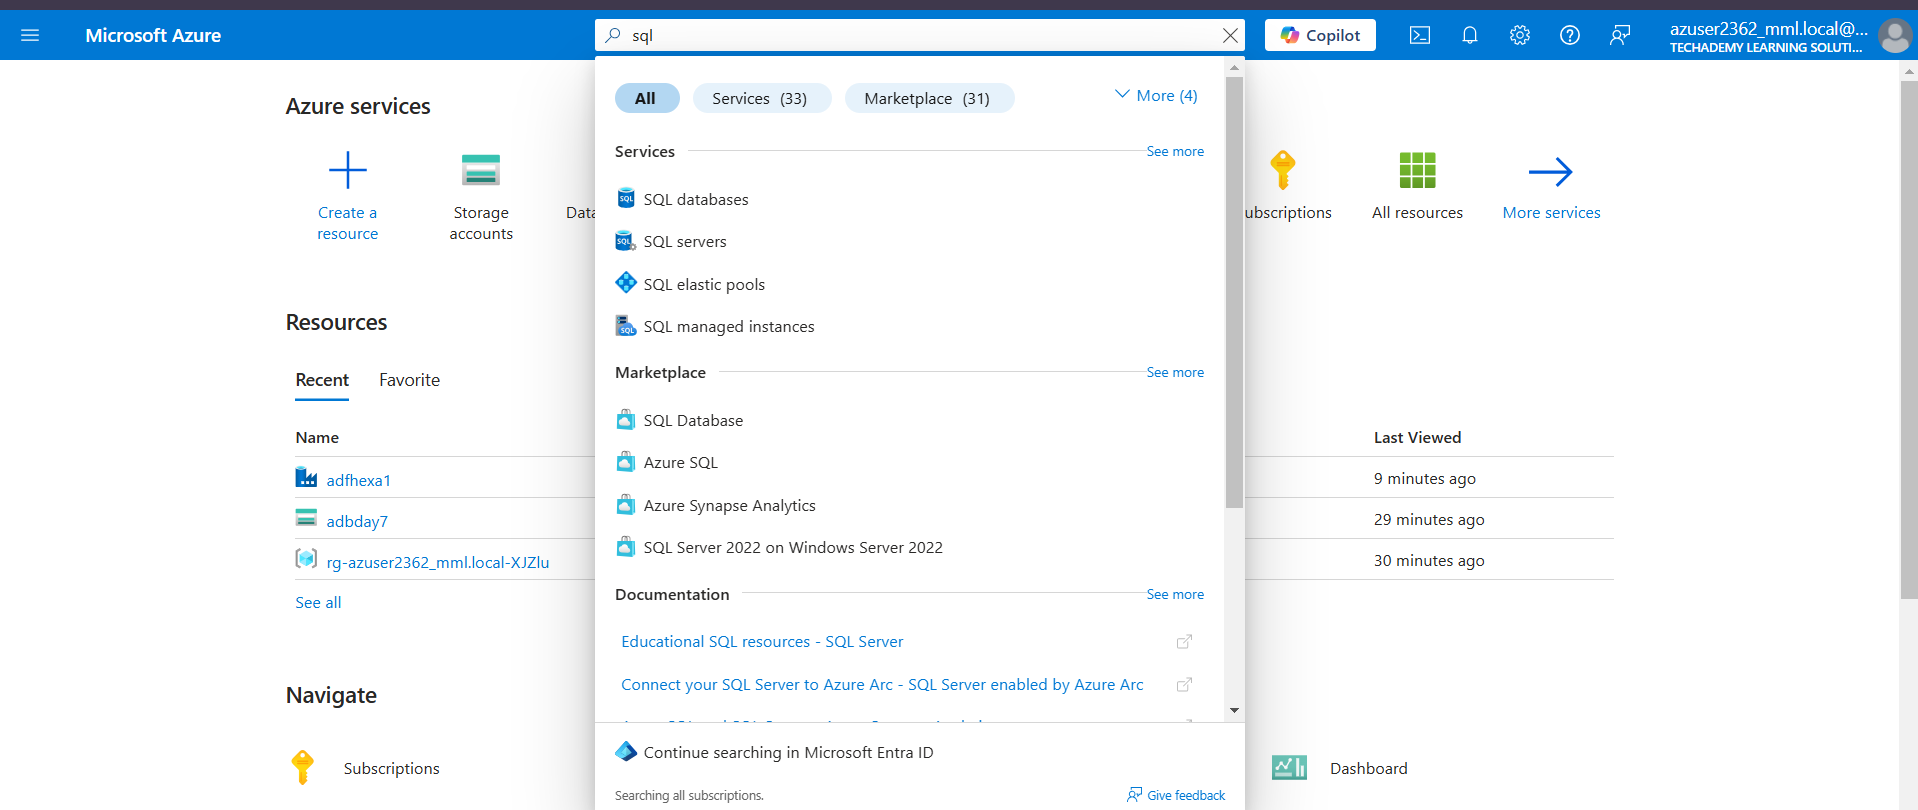 Microsoft Azure
sql
Copilot
azuser2362_mml.local@...
TECHADEMY LEARNING SOLUTI...
All
Services (33)
Marketplace (31)
More (4)
Azure services
Create a
resource
Storage
accounts
Data
ubscriptions
All resources
More services
Services
See more
SQL databases
SQL servers
SQL elastic pools
SQL managed instances
Marketplace
See more
SQL Database
Azure SQL
Azure Synapse Analytics
SQL Server 2022 on Windows Server 2022
Documentation
See more
Educational SQL resources - SQL Server
Connect your SQL Server to Azure Arc - SQL Server enabled by Azure Arc
Continue searching in Microsoft Entra ID
Searching all subscriptions.
Give feedback
Resources
Recent
Favorite
Name
Last Viewed
adfhexa1
9 minutes ago
adbday7
29 minutes ago
rg-azuser2362_mml.local-XJZlu
30 minutes ago
See all
Navigate
Subscriptions
Dashboard